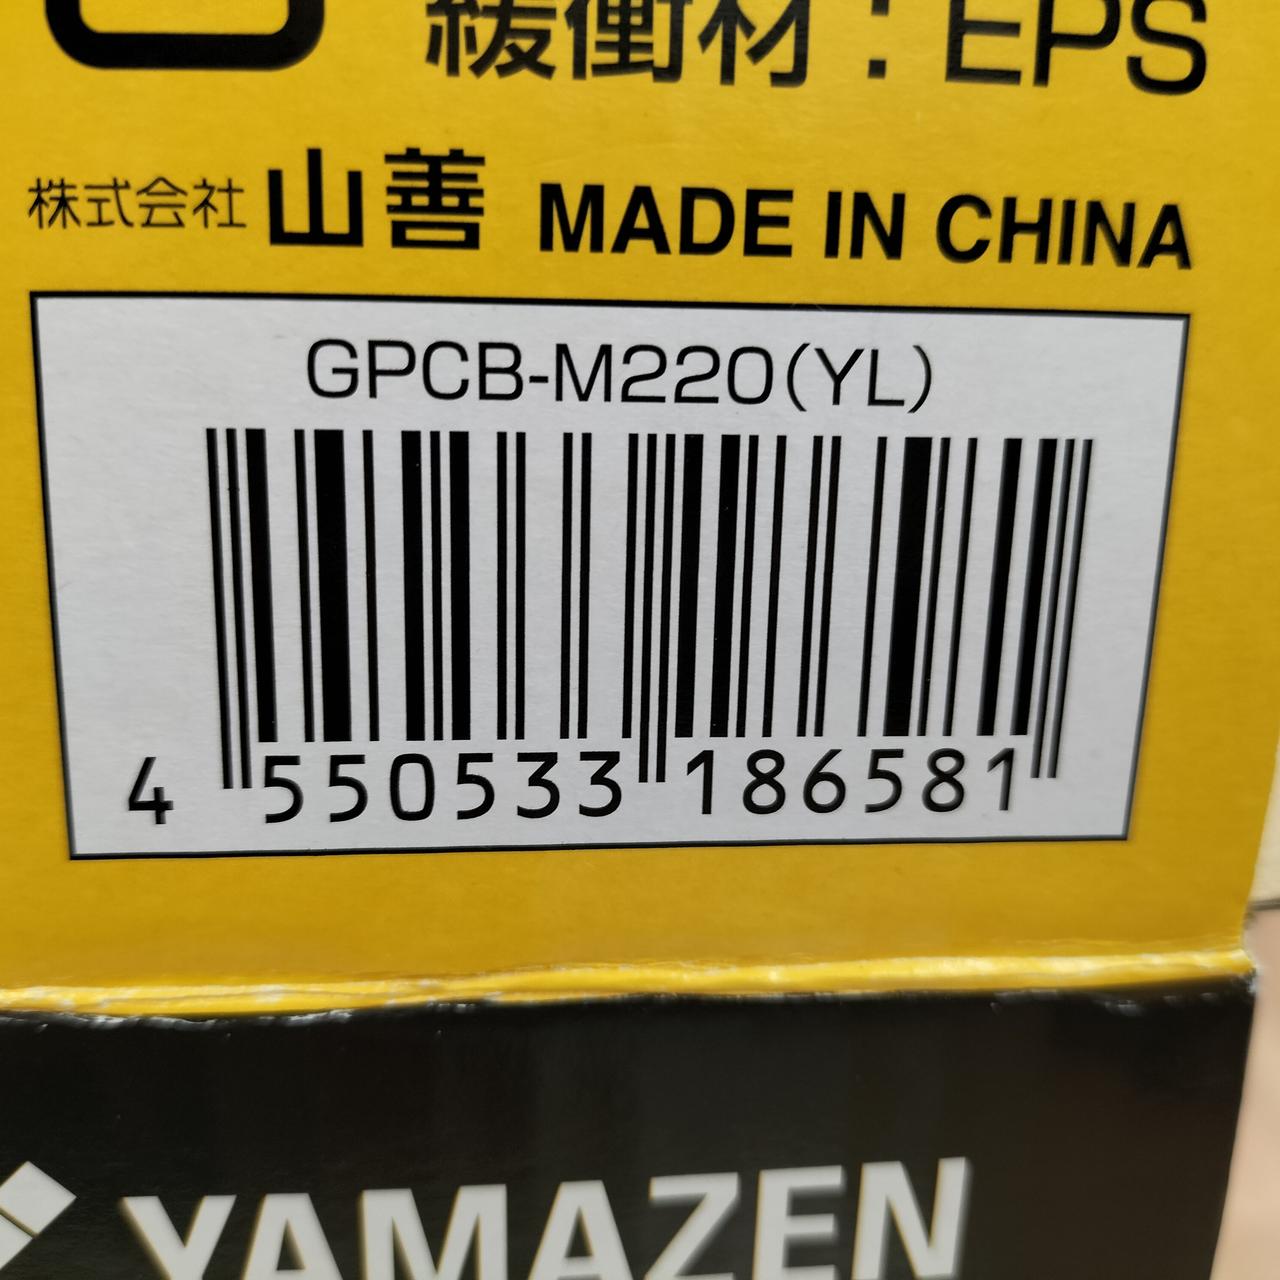 緩衝材：EPS
株式会社 山善 MADE IN CHINA
GPCB-M220(YL)
4 550533 186581
YAMAZEN